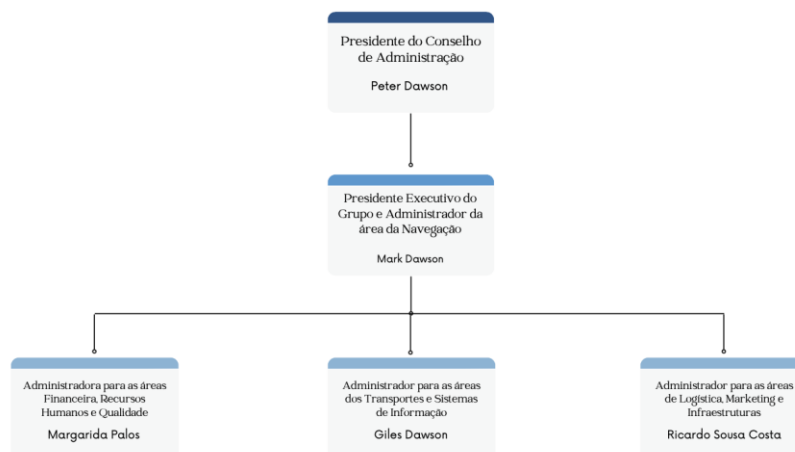 Presidente do Conselho
de Administração
Peter Dawson
Presidente Executivo do
Grupo e Administrador da
área da Navegação
Mark Dawson
Administradora para as áreas
Financeira, Recursos
Humanos e Qualidade
Margarida Palos
Administrador para as áreas
dos Transportes e Sistemas
de Informação
Giles Dawson
Administrador para as áreas
de Logística, Marketing e
Infraestruturas
Ricardo Sousa Costa